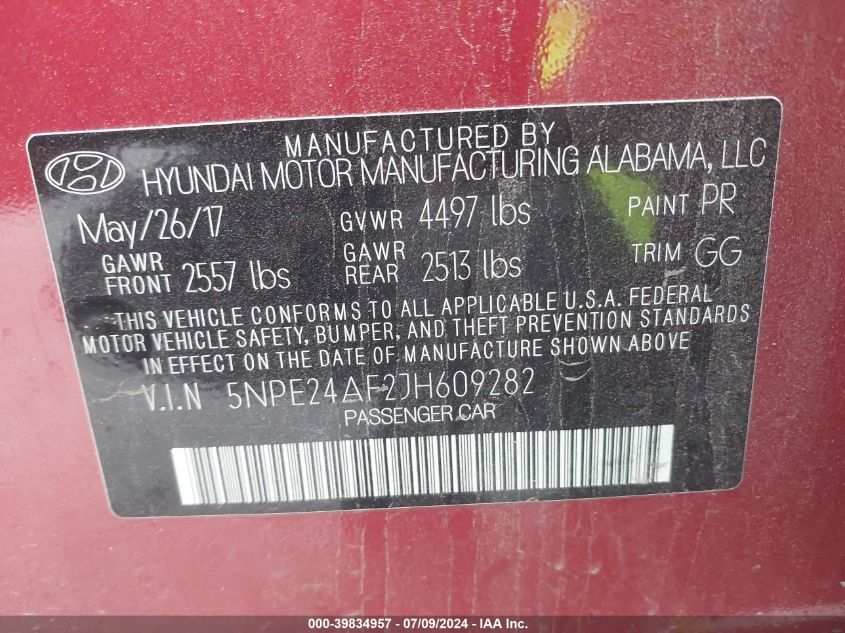 MANUFACTURED BY
HYUNDAI MOTOR MANUFACTURING ALABAMA, LLC
May/26/17 GVWR 4497 lbs PAINT PR
GAWR FRONT 2557 lbs GAWR REAR 2513 lbs TRIM GG
THIS VEHICLE CONFORMS TO ALL APPLICABLE U.S.A. FEDERAL
MOTOR VEHICLE SAFETY, BUMPER, AND THEFT PREVENTION STANDARDS
IN EFFECT ON THE DATE OF MANUFACTURE SHOWN ABOVE
V.I.N 5NPE24AF2JH609282
PASSENGER CAR
000-39834957 - 07/09/2024 - IAA Inc.